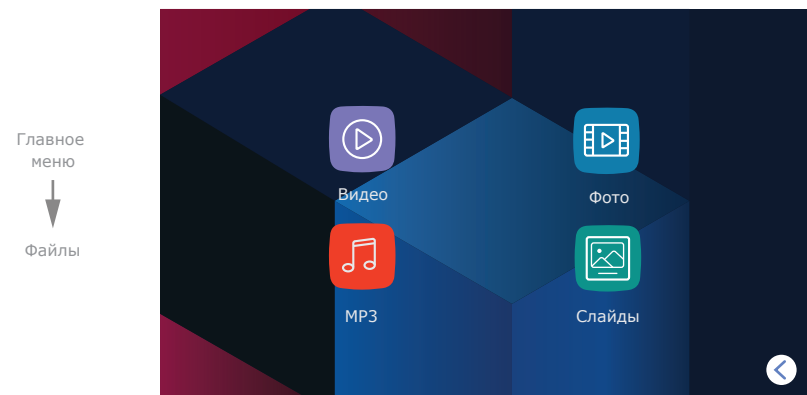 Главное
меню
Файлы
Видео
Фото
MP3
Слайды